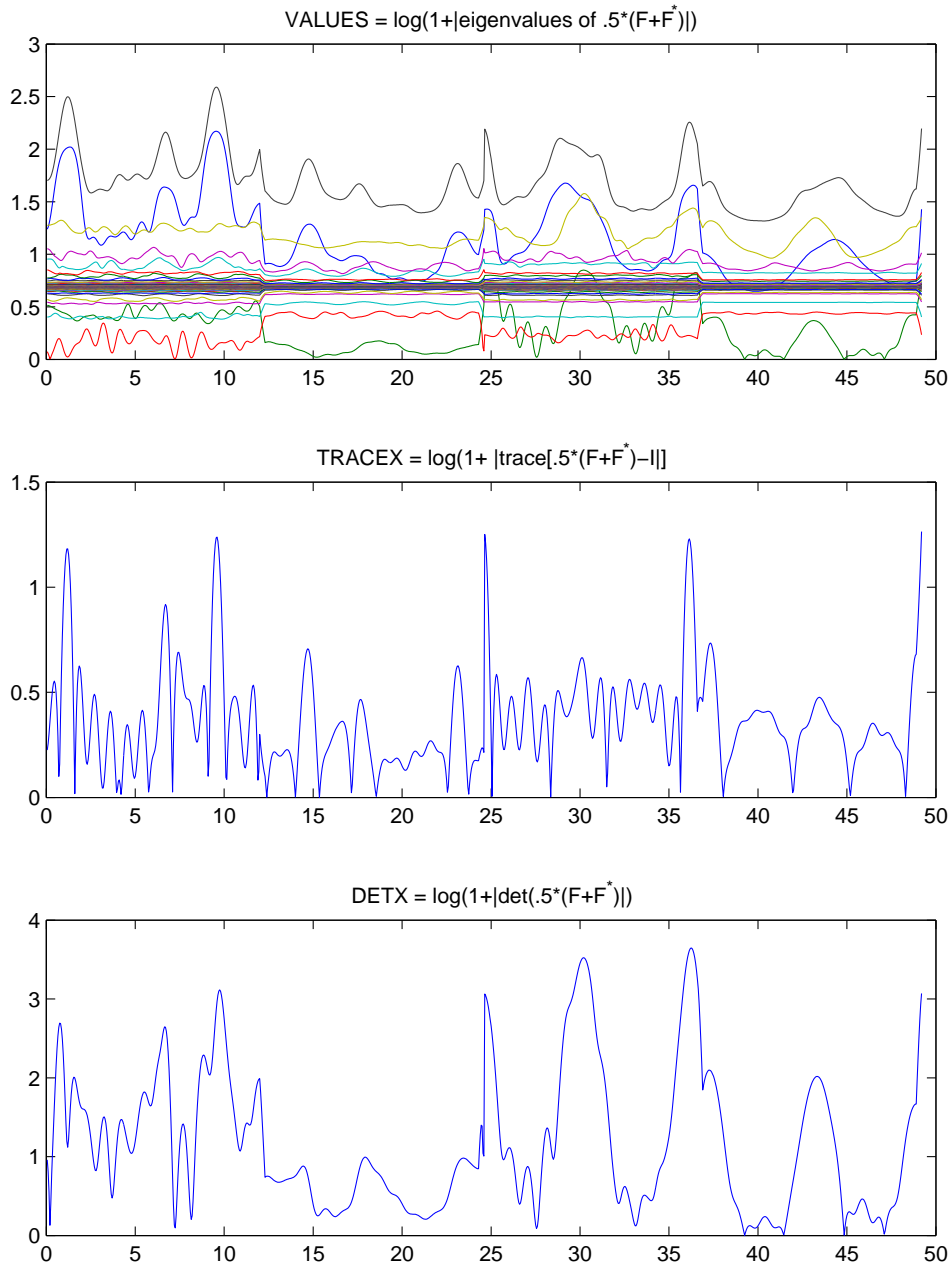 VALUES = log(1+|eigenvalues of .5*(F+F*)|)
3
2.5
2
1.5
1
0.5
0
0 5 10 15 20 25 30 35 40 45 50
TRACEX = log(1+ |trace[.5*(F+F*)−I|]
1.5
1
0.5
0
0 5 10 15 20 25 30 35 40 45 50
DETX = log(1+|det(.5*(F+F*)|)
4
3
2
1
0
0 5 10 15 20 25 30 35 40 45 50